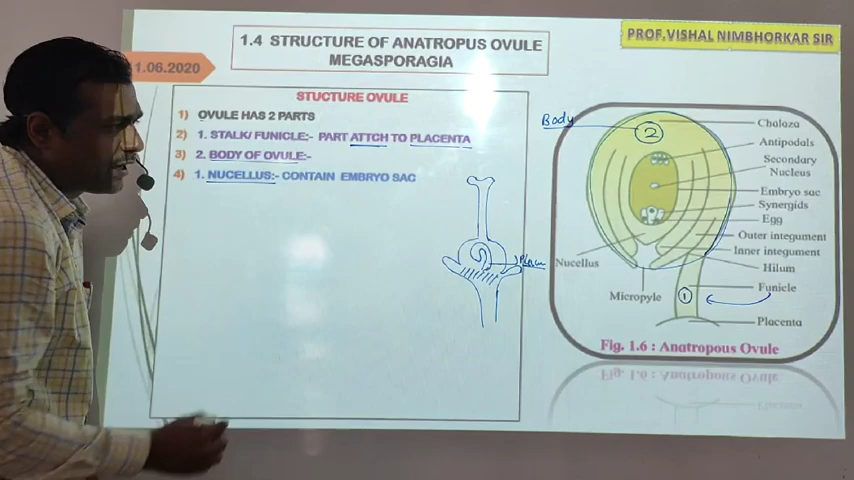 PROF.VISHAL NIMBHORKAR SIR
1.4 STRUCTURE OF ANATROPUS OVULE
MEGASPORAGIA
1.06.2020
STUCTURE OVULE
1) OVULE HAS 2 PARTS
2) 1. STALK/ FUNICLE:- PART ATTCH TO PLACENTA
3) 2. BODY OF OVULE:-
4) 1. NUCELLUS:- CONTAIN EMBRYO SAC
Body
2
Chalaza
Antipodals
Secondary
Nucleus
Embryo sac
Synergids
Egg
Outer integument
Inner integument
Hilum
Nucellus
Micropyle
1
Funicle
Placenta
Fig. 1.6 : Anatropous Ovule